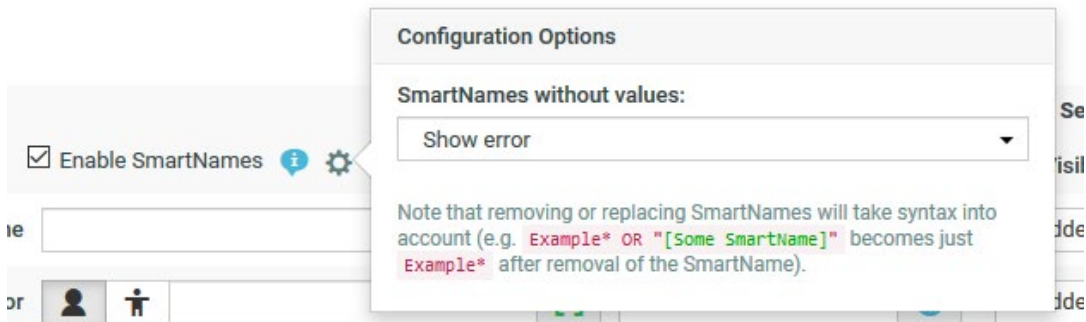 Configuration Options
SmartNames without values:
Show error
Enable SmartNames
Note that removing or replacing SmartNames will take syntax into
account (e.g. Example* OR "[Some SmartName]" becomes just
Example* after removal of the SmartName).